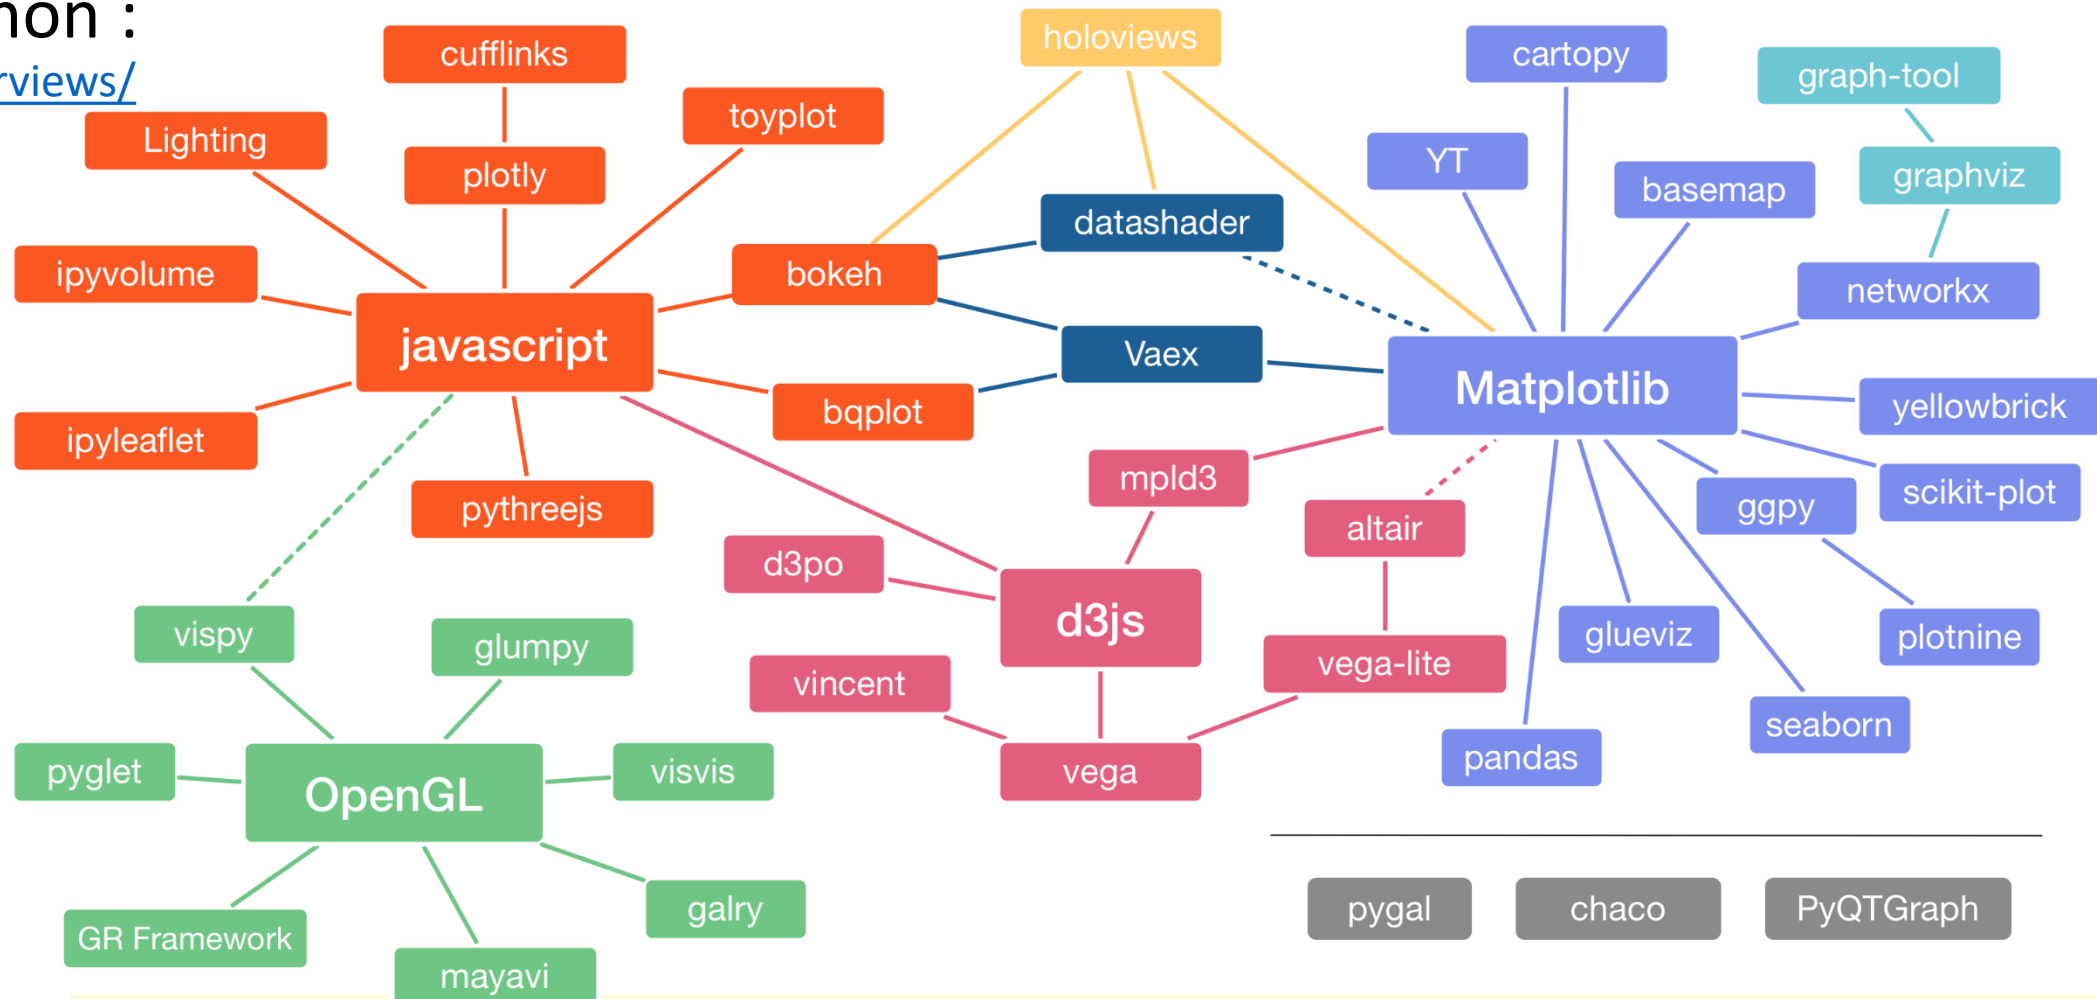 :
rviews/
cufflinks
holoviews
cartopy
graph-tool
Lighting
toyplot
plotly
YT
basemap
graphviz
datashader
ipyvolume
bokeh
networkx
javascript
Vaex
Matplotlib
yellowbrick
ipyleaflet
bqplot
mpld3
scikit-plot
pythreejs
altair
ggpy
d3po
d3js
vispy
glumpy
vega-lite
glueviz
plotnine
vincent
seaborn
pyglet
OpenGL
visvis
vega
pandas
GR Framework
galry
pygal
chaco
PyQTGraph
mayavi